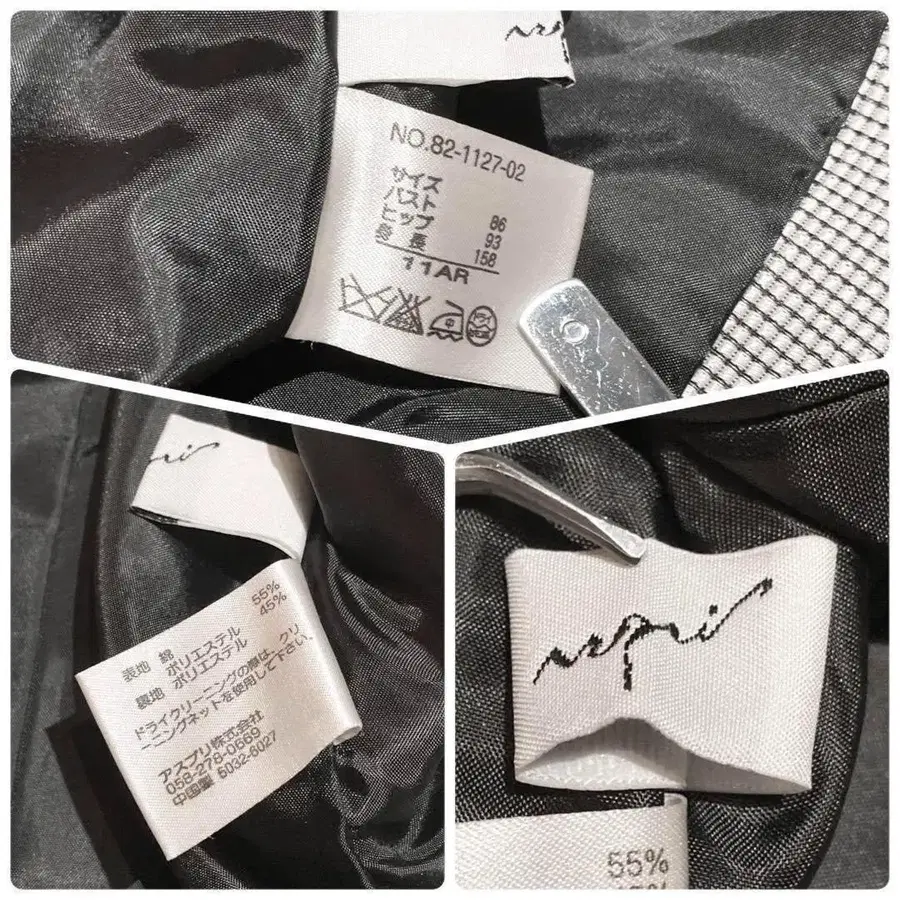 NO.82-1127-02
サイズ
バスト 86
ヒップ 93
身長 158
11AR
表地 綿 55%
ポリエステル 45%
裏地 ポリエステル
ドライクリーニングの際は、クリ
ーニングネットを使用して下さい。
アスプリ株式会社
058-278-0669
中国製 6032-6027
55%